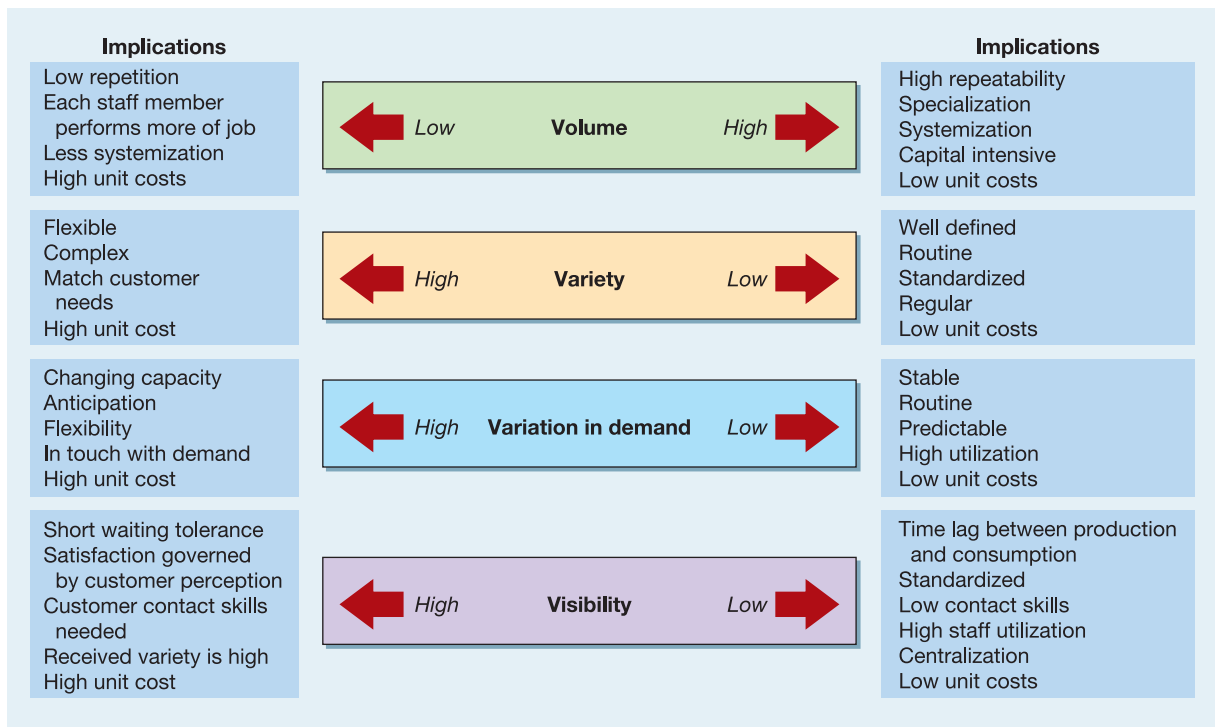 Implications
Low repetition
Each staff member
performs more of job
Less systemization
High unit costs
Low Volume High
Implications
High repeatability
Specialization
Systemization
Capital intensive
Low unit costs
Flexible
Complex
Match customer
needs
High unit cost
High Variety Low
Well defined
Routine
Standardized
Regular
Low unit costs
Changing capacity
Anticipation
Flexibility
In touch with demand
High unit cost
High Variation in demand Low
Stable
Routine
Predictable
High utilization
Low unit costs
Short waiting tolerance
Satisfaction governed
by customer perception
Customer contact skills
needed
Received variety is high
High unit cost
High Visibility Low
Time lag between production
and consumption
Standardized
Low contact skills
High staff utilization
Centralization
Low unit costs